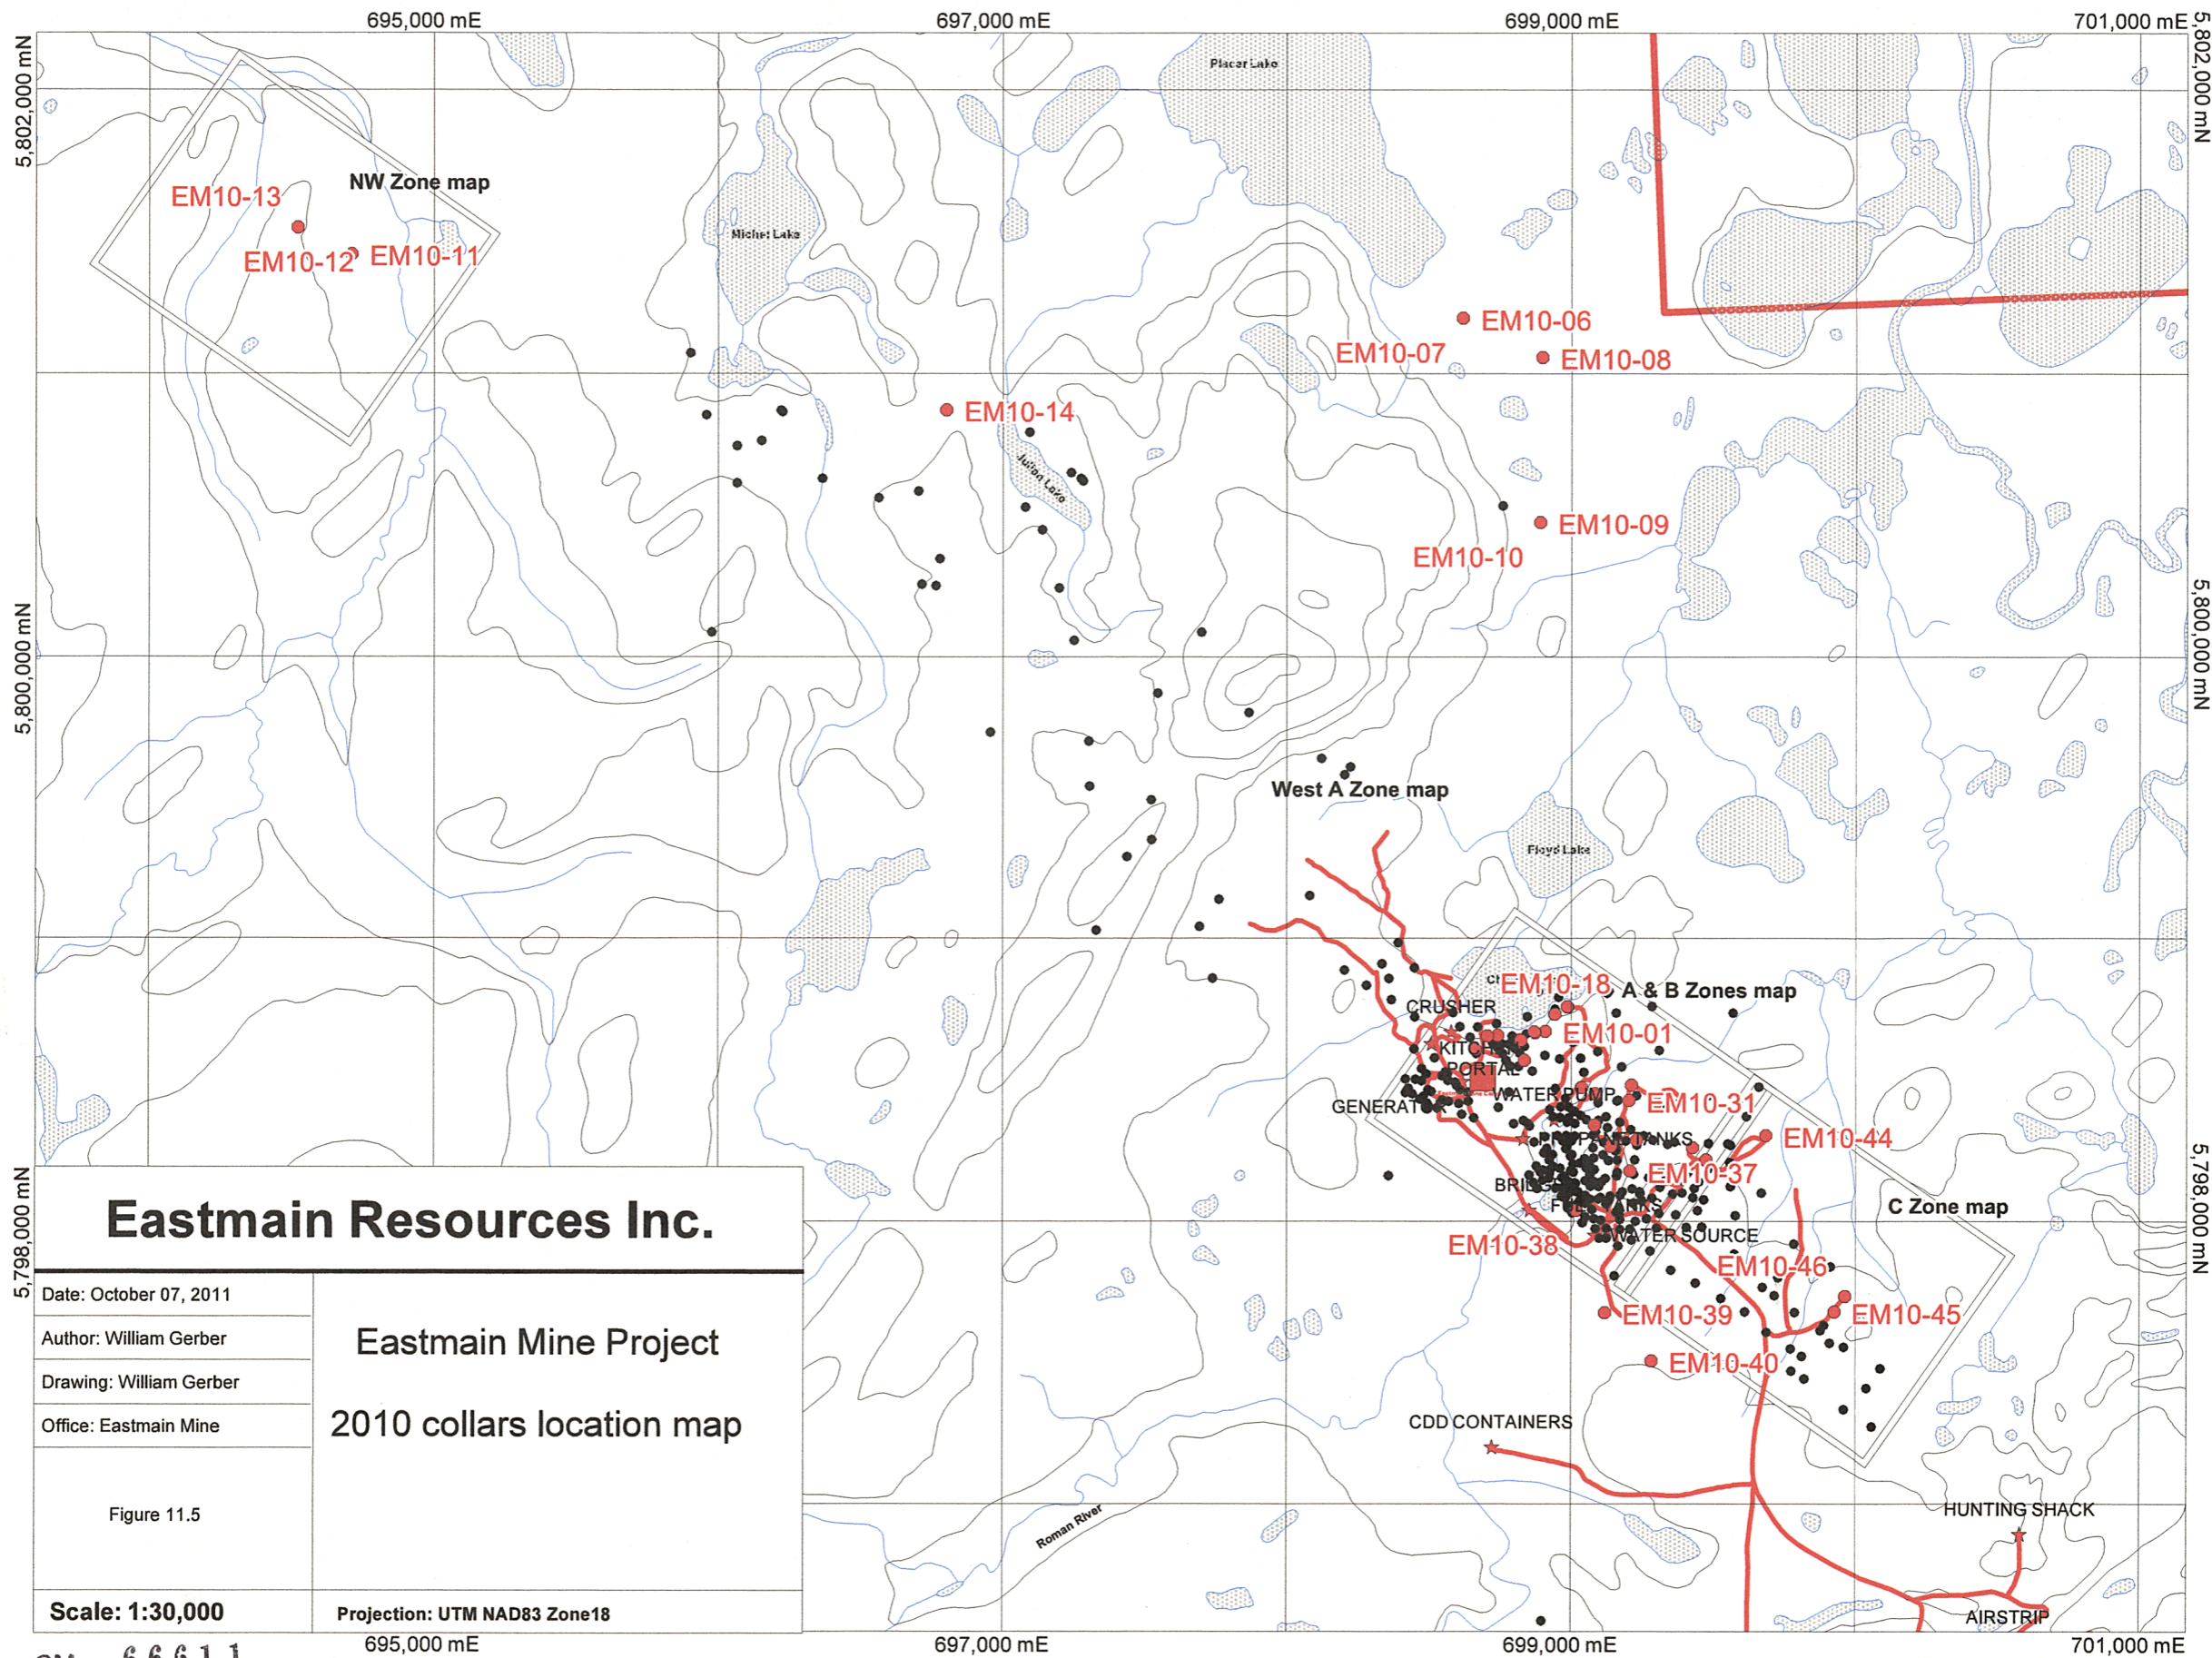 695,000 mE
697,000 mE
699,000 mE
701,000 mE
5,802,000 mN
5,802,000 mN
Placer Lake
NW Zone map
EM10-13
EM10-12
EM10-11
Michel Lake
EM10-06
EM10-07
EM10-08
EM10-14
Julien Lake
EM10-09
EM10-10
5,800,000 mN
5,800,000 mN
West A Zone map
Floyd Lake
EM10-18
A & B Zones map
CRUSHER
EM10-01
PORTAL
WATER PUMP
EM10-31
EM10-44
EM10-37
C Zone map
WATER SOURCE
EM10-38
EM10-46
EM10-39
EM10-45
EM10-40
5,798,000 mN
5,798,000 mN
CDD CONTAINERS
HUNTING SHACK
Roman River
AIRSTRIP
Eastmain Resources Inc.
Date: October 07, 2011
Author: William Gerber
Drawing: William Gerber
Office: Eastmain Mine
Figure 11.5
Eastmain Mine Project
2010 collars location map
Scale: 1:30,000
Projection: UTM NAD83 Zone18
695,000 mE
697,000 mE
699,000 mE
701,000 mE